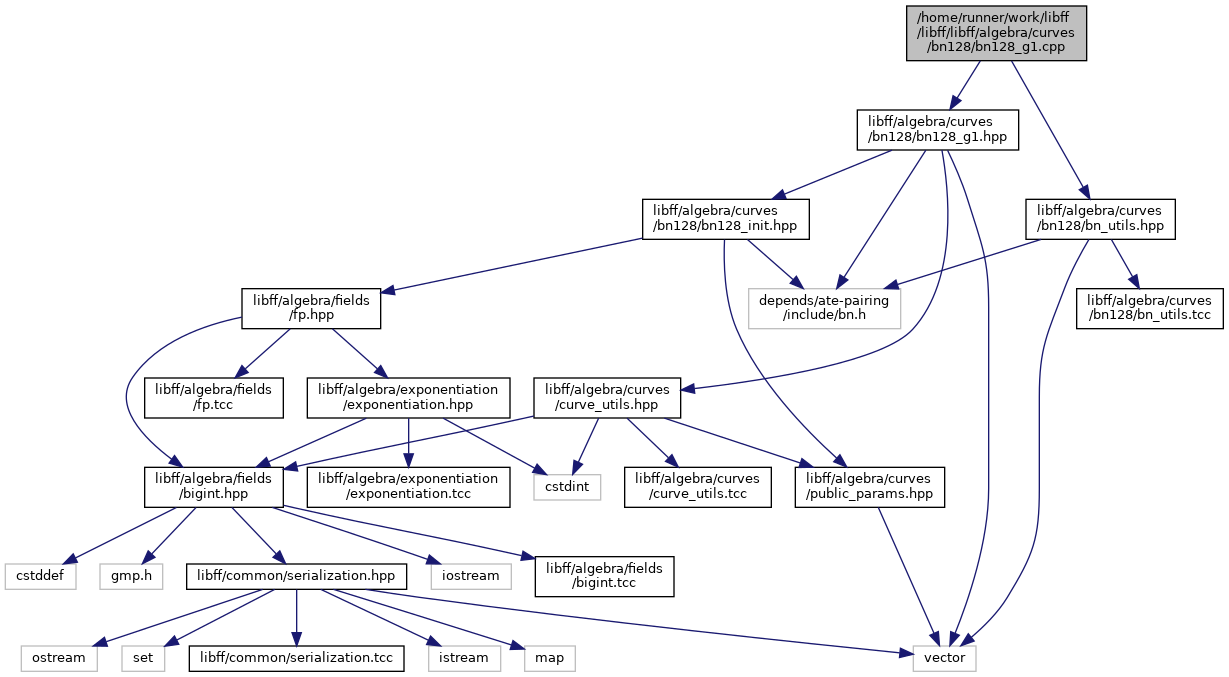 /home/runner/work/libff
/libff/libff/algebra/curves
/bn128/bn128_g1.cpp
libff/algebra/curves
/bn128/bn128_g1.hpp
libff/algebra/curves
/bn128/bn128_init.hpp
libff/algebra/curves
/bn128/bn_utils.hpp
libff/algebra/fields
/fp.hpp
depends/ate-pairing
/include/bn.h
libff/algebra/curves
/bn128/bn_utils.tcc
libff/algebra/fields
/fp.tcc
libff/algebra/exponentiation
/exponentiation.hpp
libff/algebra/curves
/curve_utils.hpp
libff/algebra/fields
/bigint.hpp
libff/algebra/exponentiation
/exponentiation.tcc
cstdint
libff/algebra/curves
/curve_utils.tcc
libff/algebra/curves
/public_params.hpp
cstddef
gmp.h
libff/common/serialization.hpp
iostream
libff/algebra/fields
/bigint.tcc
ostream
set
libff/common/serialization.tcc
istream
map
vector